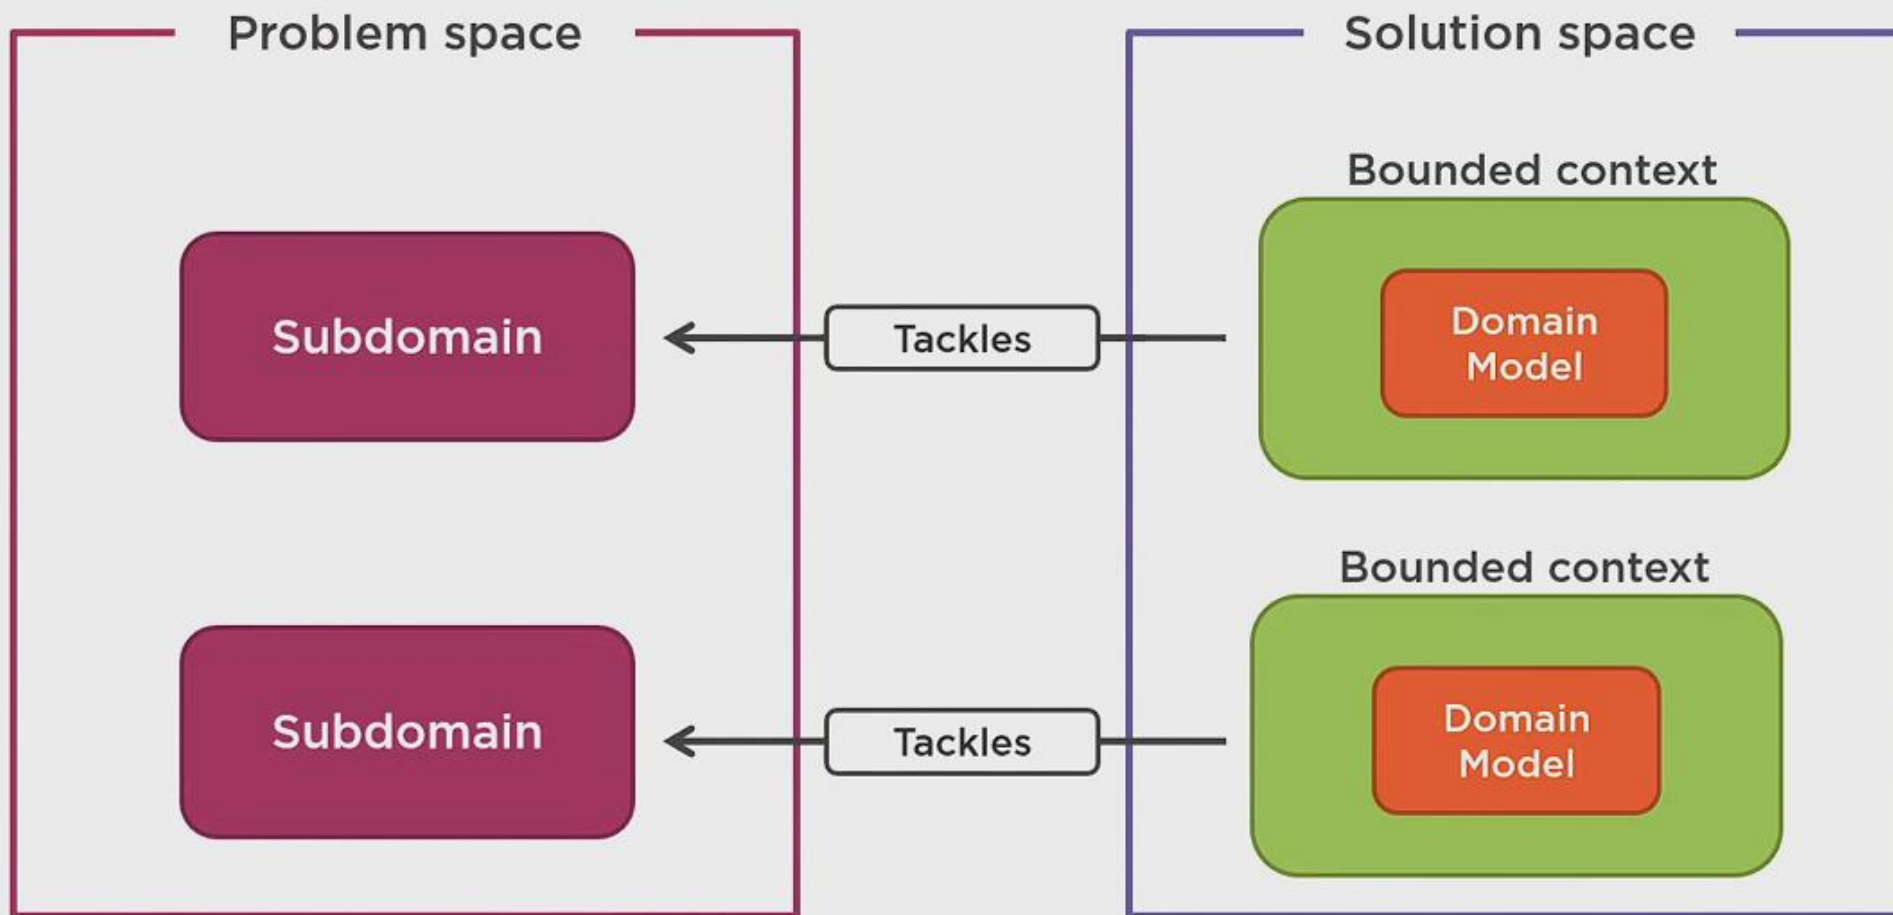 Problem space
Solution space
Bounded context
Subdomain
Tackles
Domain
Model
Bounded context
Subdomain
Tackles
Domain
Model